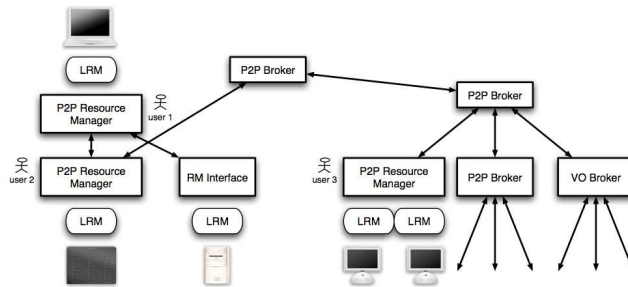 LRM
P2P Resource
Manager
user 1
P2P Broker
P2P Broker
user 2
P2P Resource
Manager
RM Interface
user 3
P2P Resource
Manager
P2P Broker
VO Broker
LRM
LRM
LRM
LRM